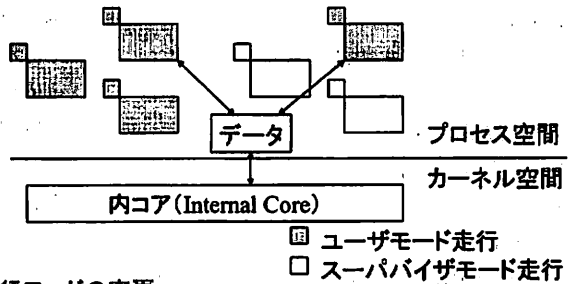 データ
プロセス空間
カーネル空間
内コア(Internal Core)
ユーザモード走行
スーパバイザモード走行